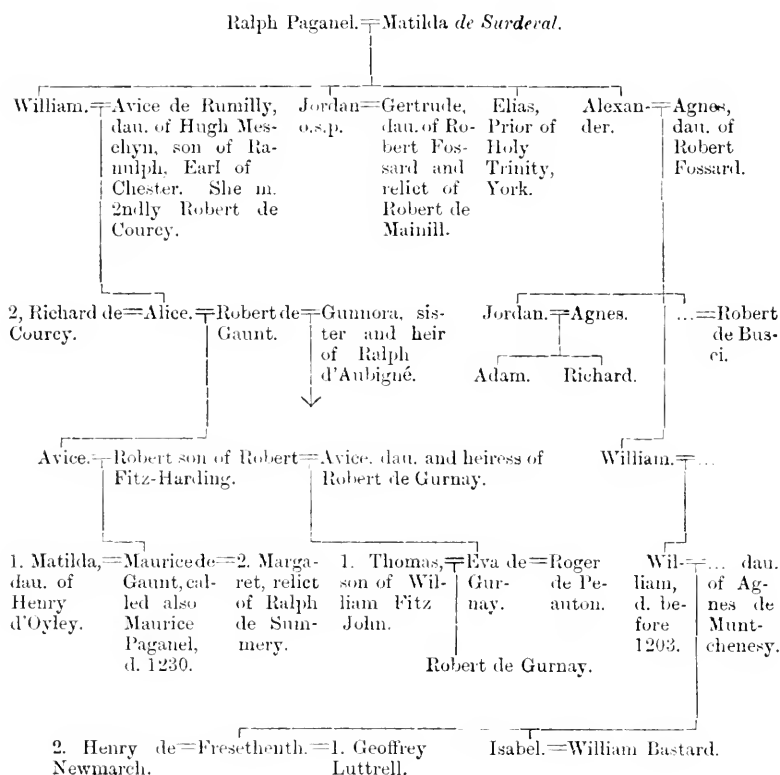 Ralph Paganel.=Matilda de Surdeval.
William.=Avice de Rumilly,
dau. of Hugh Mes-
chyn, son of Ra-
nulph, Earl of
Chester. She m.
2ndly Robert de
Courcy.
Jordan=Gertrude,
o.s.p.
dau. of Ro-
bert Fos-
sard and
relict of
Robert de
Mainill.
Elias,
Prior of
Holy
Trinity,
York.
Alexan-=Agnes,
der.
dau. of
Robert
Fossard.
2, Richard de=Alice.=Robert de=Gunnora, sis-
Courcy.
Gaunt.
ter and heir
of Ralph
d'Aubigné.
Jordan.=Agnes.
...=Robert
de Bus-
ci.
Adam. Richard.
Avice.=Robert son of Robert=Avice, dau. and heiress of
Fitz-Harding.
Robert de Gurnay.
William.=...
1. Matilda,=Maurice de=2. Marga-
dau. of
Henry
d'Oyley.
Gaunt, cal-
led also
Maurice
Paganel,
d. 1230.
ret, relict
of Ralph
de Sum-
mery.
1. Thomas,=Eva de=Roger
son of Wil-
liam Fitz
John.
Gur-
nay.
de Pe-
auton.
Robert de Gurnay.
Wil-=... dau.
liam,
d. be-
fore
1203.
of Ag-
nes de
Munt-
chenesy.
2. Henry de=Fresethenth.=1. Geoffrey
Newmarch.
Luttrell.
Isabel.=William Bastard.